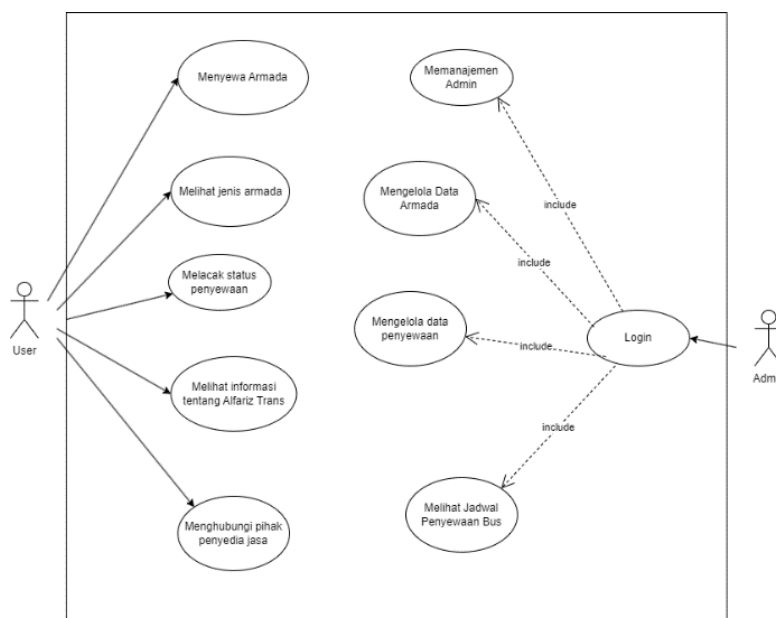 Menyewa Armada
Memanajemen
Admin
Melihat jenis armada
Mengelola Data
Armada
include
include
Melacak status
penyewaan
Mengelola data
penyewaan
include
Login
User
Adm
Melihat informasi
tentang Alfariz Trans
include
Menghubungi pihak
penyedia jasa
Melihat Jadwal
Penyewaan Bus